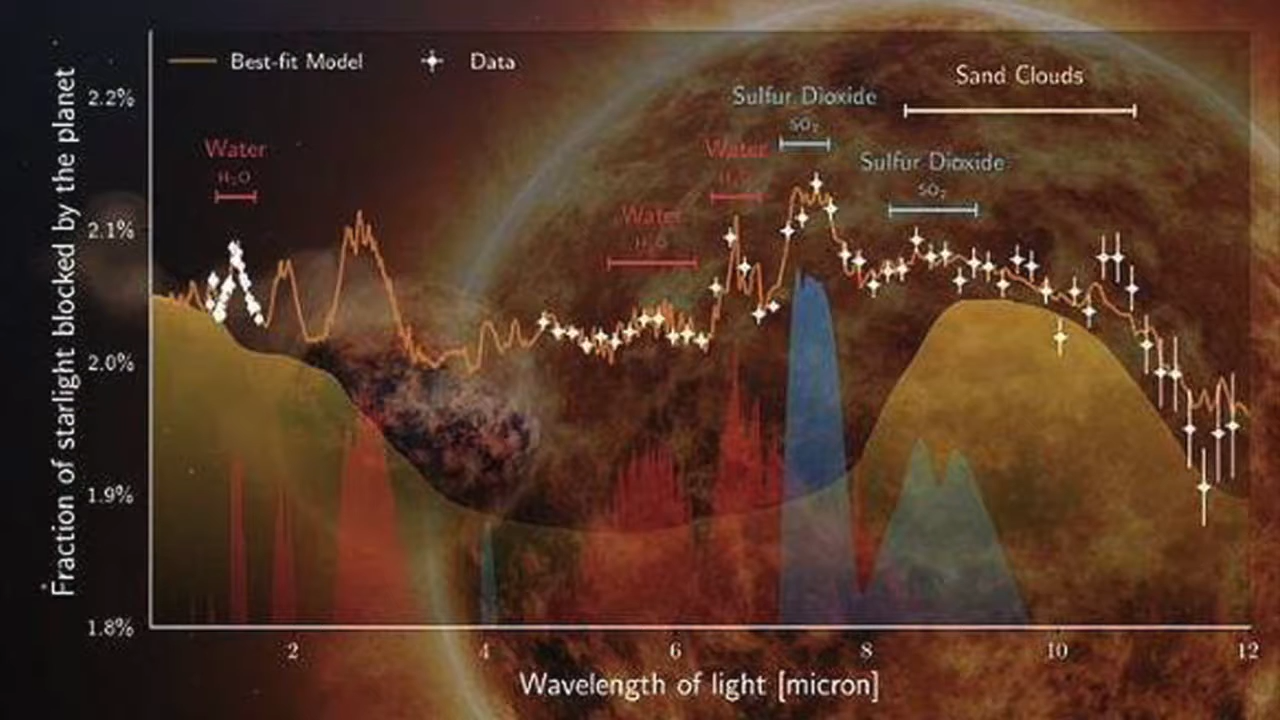 Best-fit Model
Data
Sand Clouds
Sulfur Dioxide
SO₂
Water
H₂O
Water
H₂O
Sulfur Dioxide
SO₂
Water
H₂O
Fraction of starlight blocked by the planet
2.2%
2.1%
2.0%
1.9%
1.8%
2
4
6
8
10
12
Wavelength of light [micron]